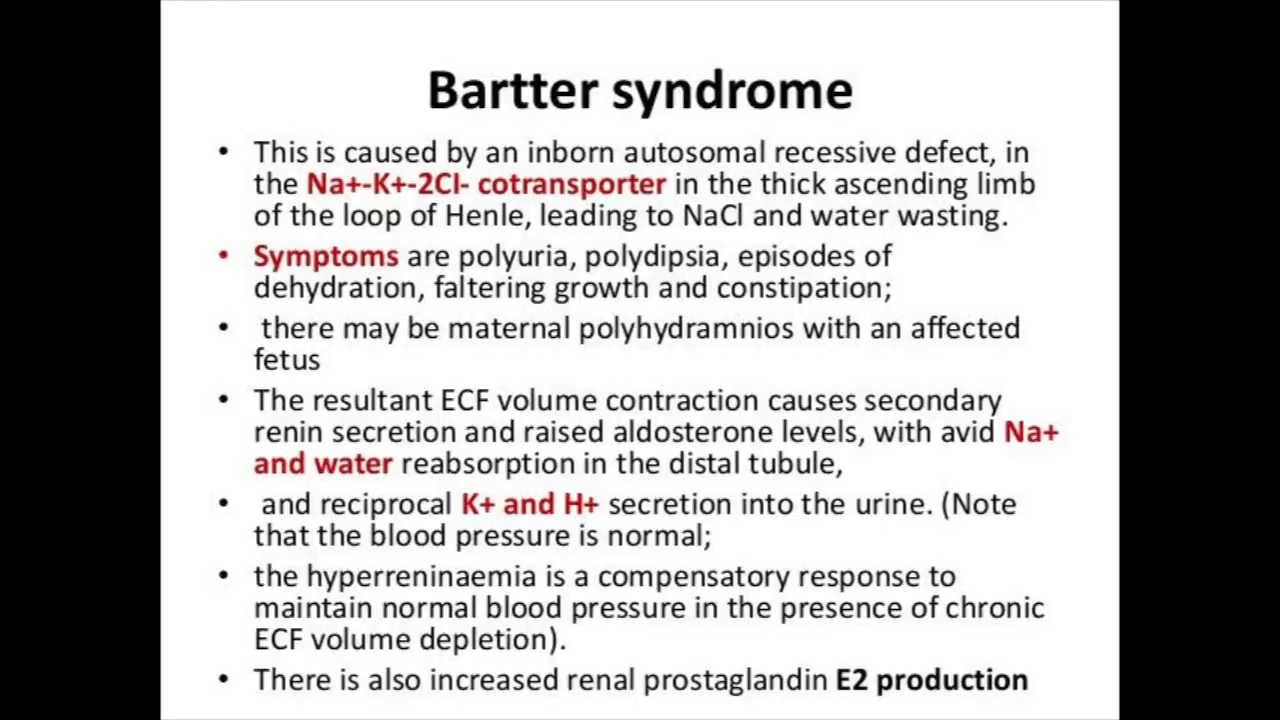 Bartter syndrome
• This is caused by an inborn autosomal recessive defect, in
the Na+-K+-2Cl- cotransporter in the thick ascending limb
of the loop of Henle, leading to NaCl and water wasting.
• Symptoms are polyuria, polydipsia, episodes of
dehydration, faltering growth and constipation;
• there may be maternal polyhydramnios with an affected
fetus
• The resultant ECF volume contraction causes secondary
renin secretion and raised aldosterone levels, with avid Na+
and water reabsorption in the distal tubule,
• and reciprocal K+ and H+ secretion into the urine. (Note
that the blood pressure is normal;
• the hyperreninaemia is a compensatory response to
maintain normal blood pressure in the presence of chronic
ECF volume depletion).
• There is also increased renal prostaglandin E2 production